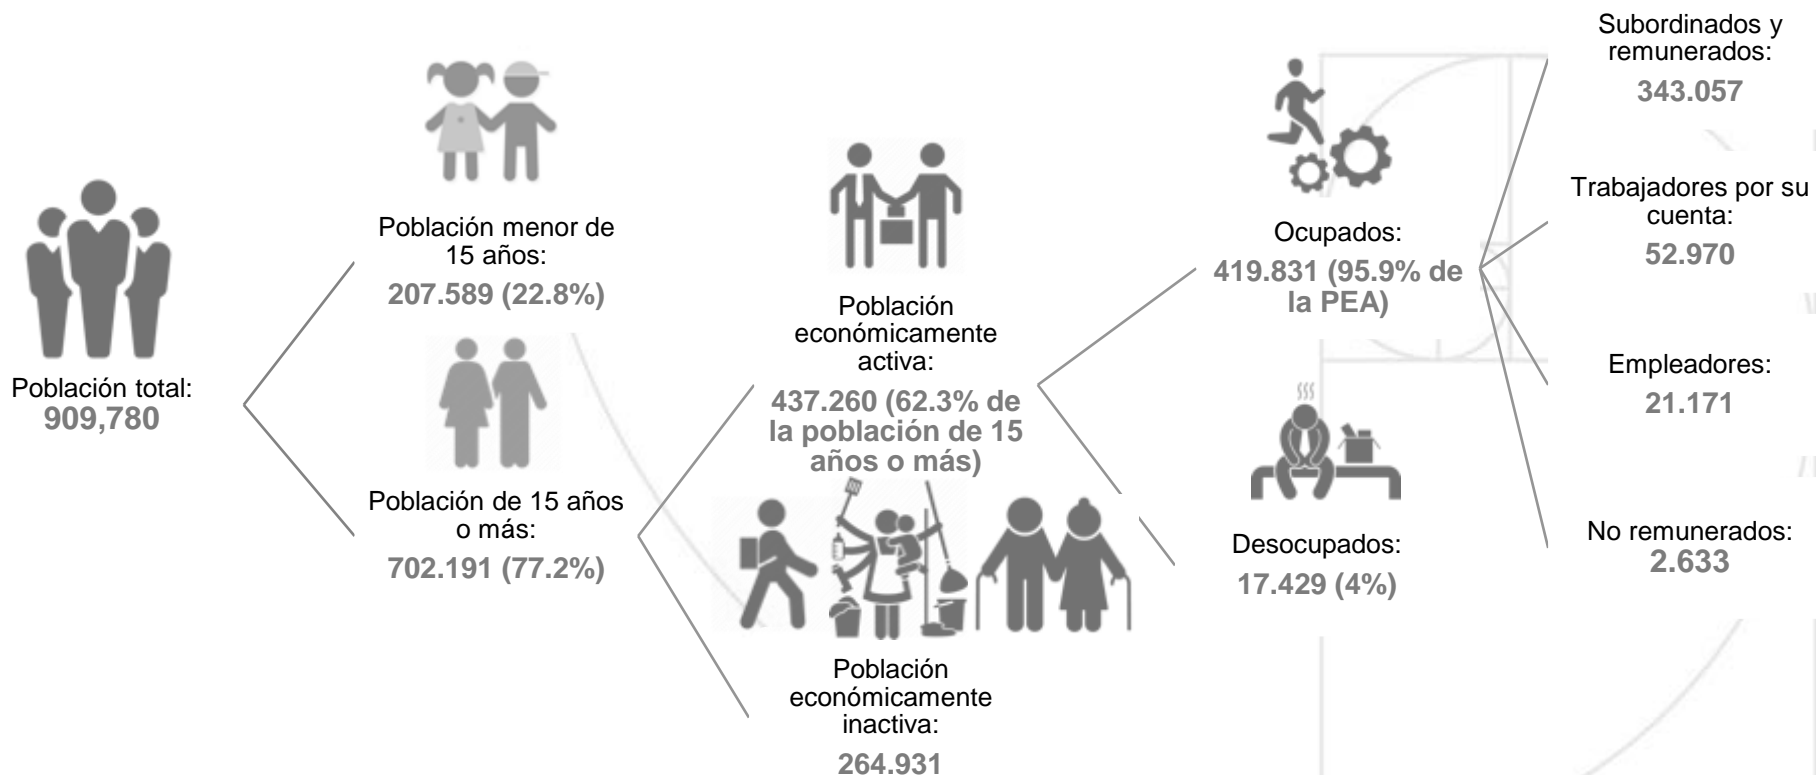 Población total:
909,780
Población menor de
15 años:
207.589 (22.8%)
Población de 15 años
o más:
702.191 (77.2%)
Población
económicamente
activa:
437.260 (62.3% de
la población de 15
años o más)
Población
económicamente
inactiva:
264.931
Ocupados:
419.831 (95.9% de
la PEA)
Desocupados:
17.429 (4%)
Subordinados y
remunerados:
343.057
Trabajadores por su
cuenta:
52.970
Empleadores:
21.171
No remunerados:
2.633